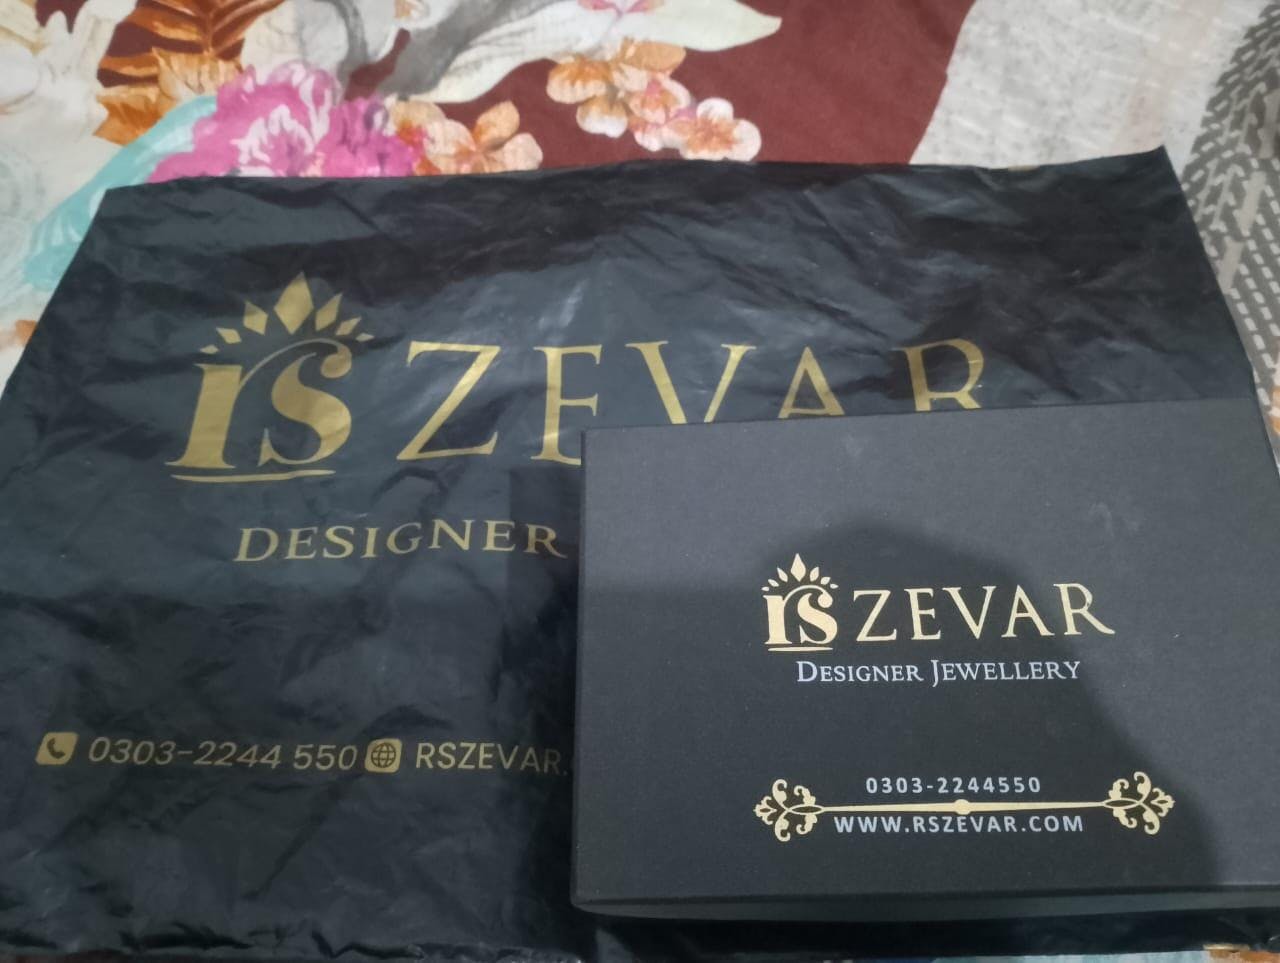 rs ZEVAR
DESIGNER
0303-2244 550 RSZEVAR.
rs ZEVAR
DESIGNER JEWELLERY
0303-2244550
WWW.RSZEVAR.COM